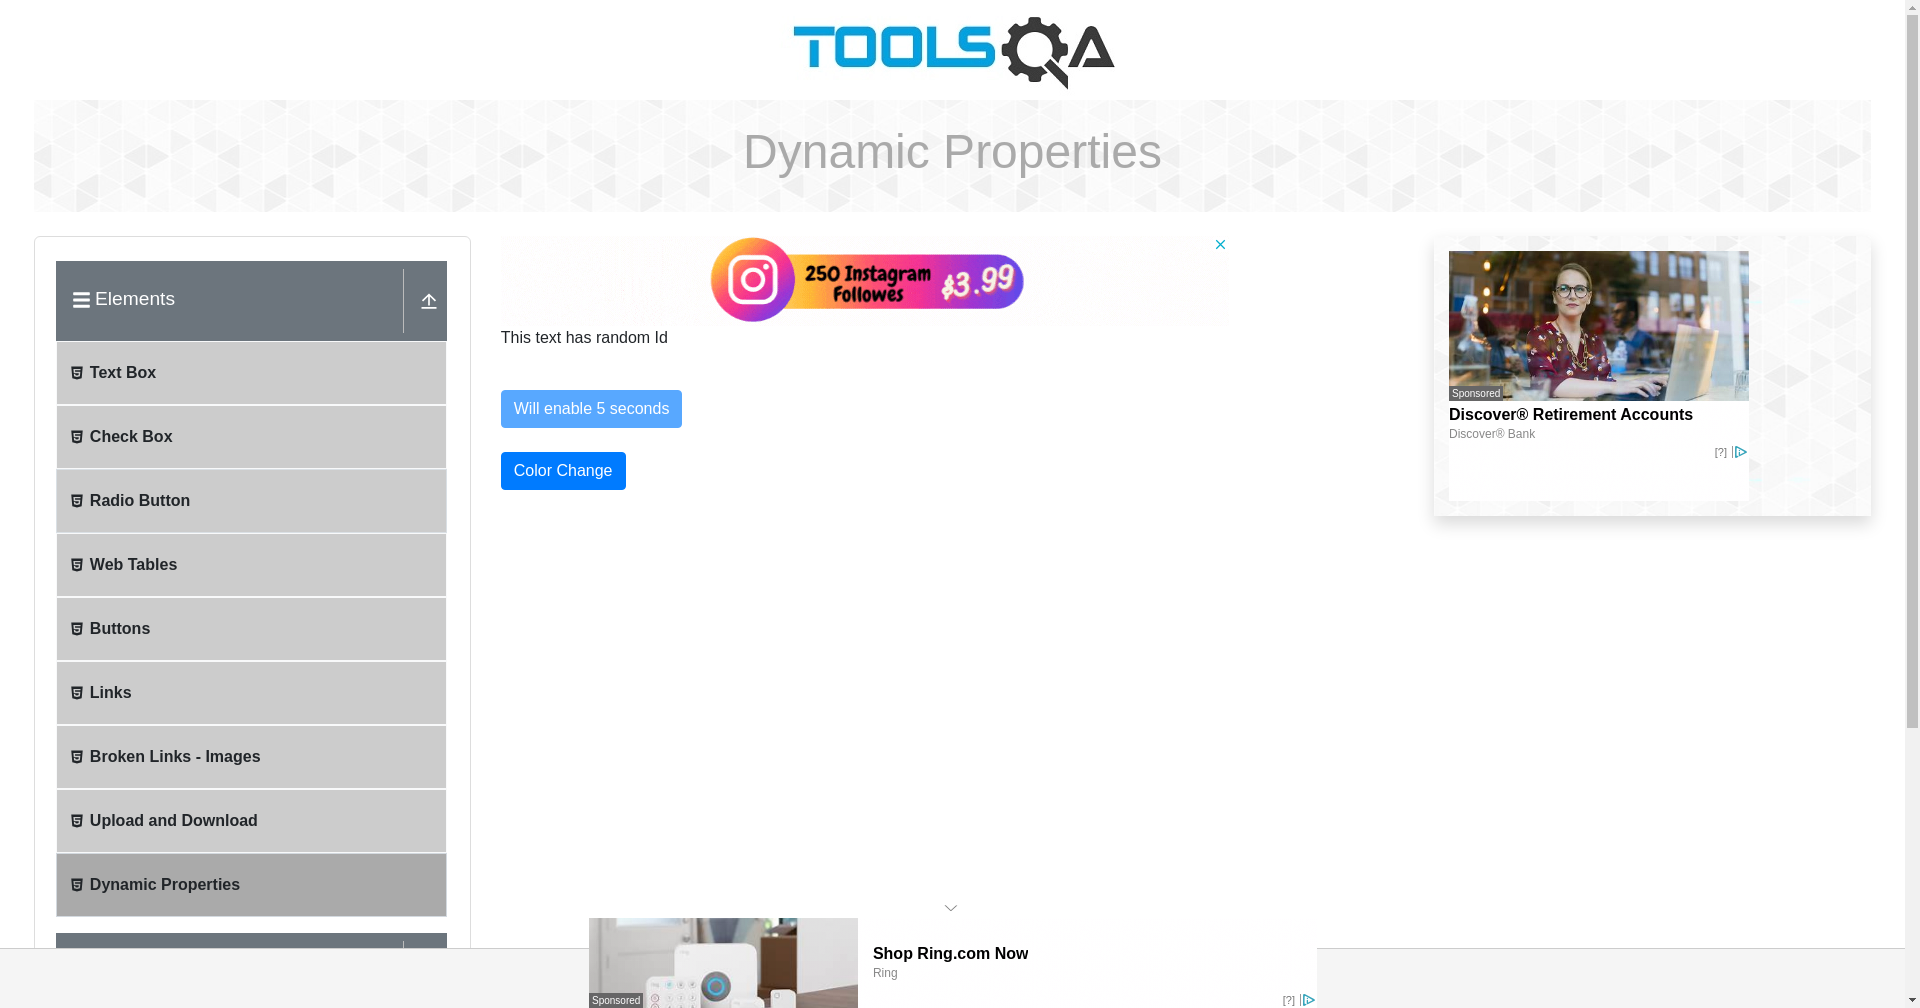 TOOLSQA
Dynamic Properties
Elements
Text Box
Check Box
Radio Button
Web Tables
Buttons
Links
Broken Links - Images
Upload and Download
Dynamic Properties
250 Instagram
Followes
$3.99
This text has random Id
Will enable 5 seconds
Color Change
Sponsored
Discover® Retirement Accounts
Discover® Bank
[?]
Sponsored
Shop Ring.com Now
Ring
[?]